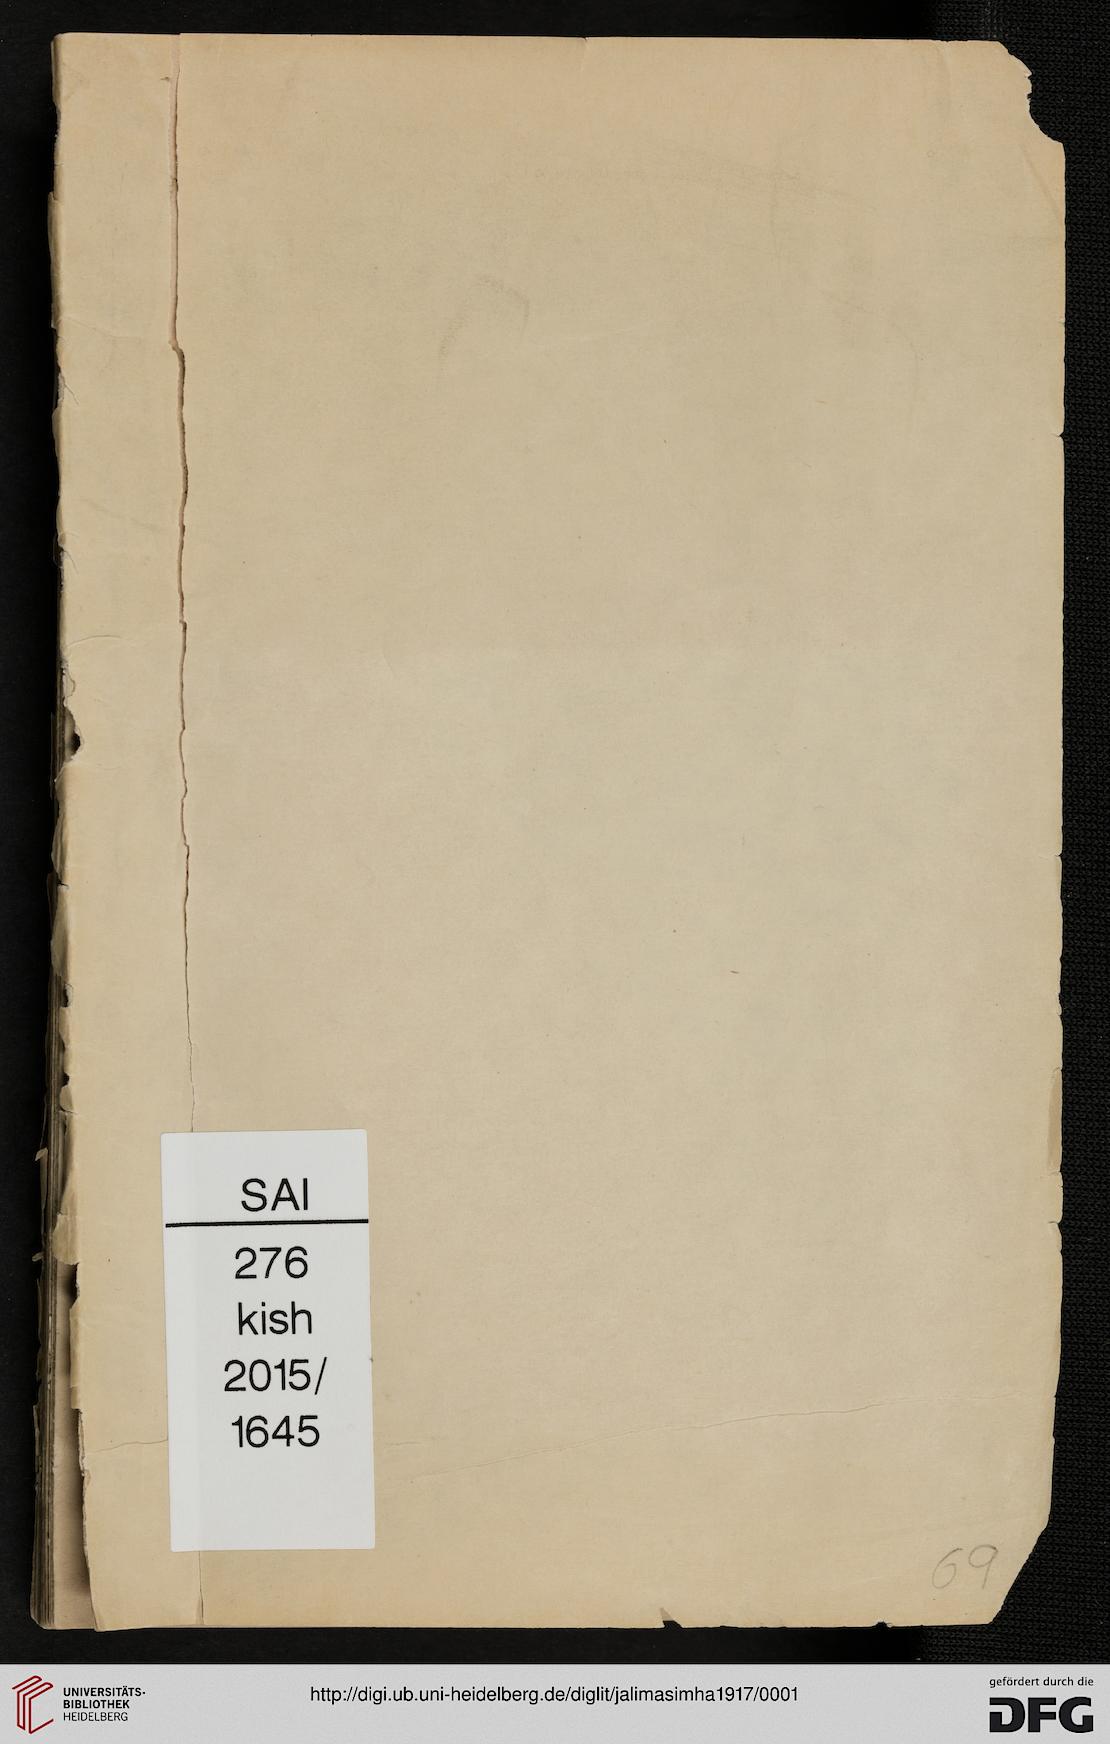 SAI
276
kish
2015/
1645
69
UNIVERSITÄTS-
BIBLIOTHEK
HEIDELBERG
http://digi.ub.uni-heidelberg.de/diglit/jalimasimha1917/0001
gefördert durch die
DFG